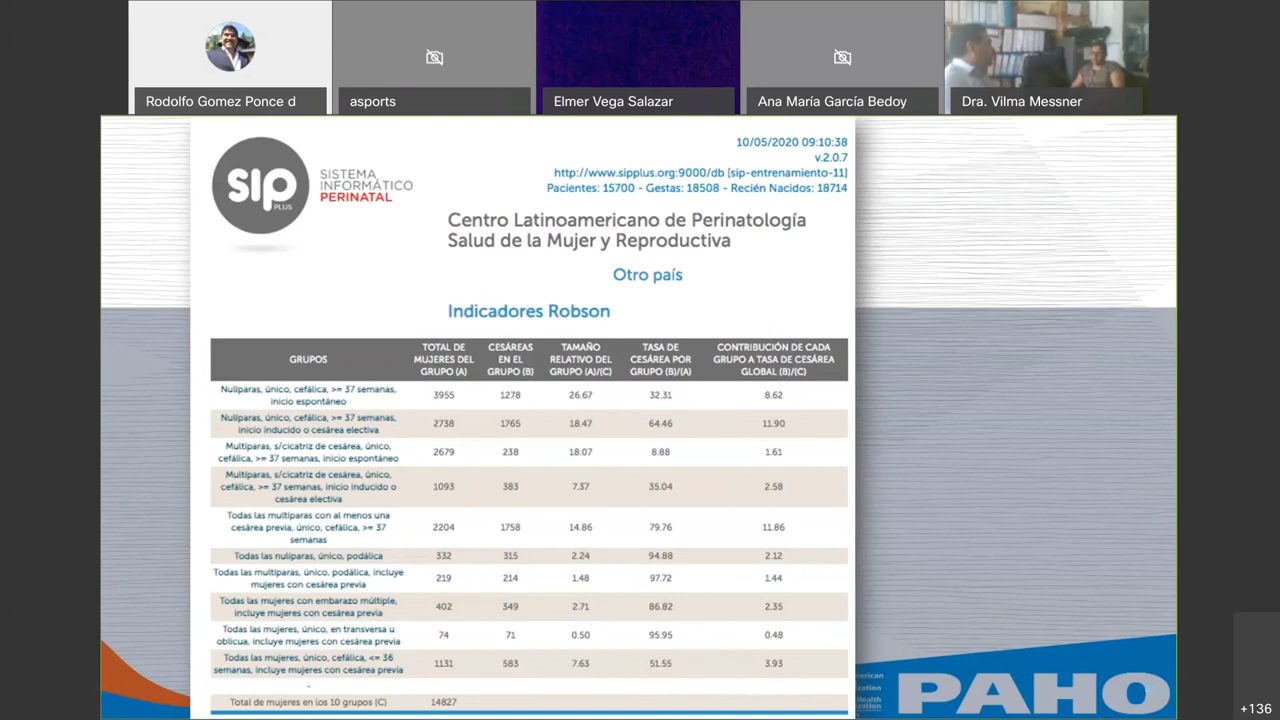 Rodolfo Gomez Ponce d
asports
Elmer Vega Salazar
Ana María García Bedoy
Dra. Vilma Messner
sip
PLUS
SISTEMA
INFORMÁTICO
PERINATAL
10/05/2020 09:10:38
v.2.0.7
http://www.sipplus.org:9000/db [sip-entrenamiento-11]
Pacientes: 15700 - Gestas: 18508 - Recién Nacidos: 18714
Centro Latinoamericano de Perinatología
Salud de la Mujer y Reproductiva
Otro país
Indicadores Robson
GRUPOS
TOTAL DE
MUJERES DEL
GRUPO (A)
CESÁREAS
EN EL
GRUPO (B)
TAMAÑO
RELATIVO DEL
GRUPO (A)/(C)
TASA DE
CESÁREA POR
GRUPO (B)/(A)
CONTRIBUCIÓN DE CADA
GRUPO A TASA DE CESÁREA
GLOBAL (B)/(C)
Nulíparas, único, cefálica, >= 37 semanas,
inicio espontáneo
3955 1278 26.67 32.31 8.62
Nulíparas, único, cefálica, >= 37 semanas,
inicio inducido o cesárea electiva
2738 1765 18.47 64.46 11.90
Multíparas, s/cicatriz de cesárea, único,
cefálica, >= 37 semanas, inicio espontáneo
2679 238 18.07 8.88 1.61
Multíparas, s/cicatriz de cesárea, único,
cefálica, >= 37 semanas, inicio inducido o
cesárea electiva
1093 383 7.37 35.04 2.58
Todas las multíparas con al menos una
cesárea previa, único, cefálica, >= 37
semanas
2204 1758 14.86 79.76 11.86
Todas las nulíparas, único, podálica
332 315 2.24 94.88 2.12
Todas las multíparas, único, podálica, incluye
mujeres con cesárea previa
219 214 1.48 97.72 1.44
Todas las mujeres con embarazo múltiple,
incluye mujeres con cesárea previa
402 349 2.71 86.82 2.35
Todas las mujeres, único, en transversa u
oblicua, incluye mujeres con cesárea previa
74 71 0.50 95.95 0.48
Todas las mujeres, único, cefálica, <= 36
semanas, incluye mujeres con cesárea previa
1131 583 7.63 51.55 3.93
-
Total de mujeres en los 10 grupos (C) 14827
merican
ization
Health
ization
PAHO
+136